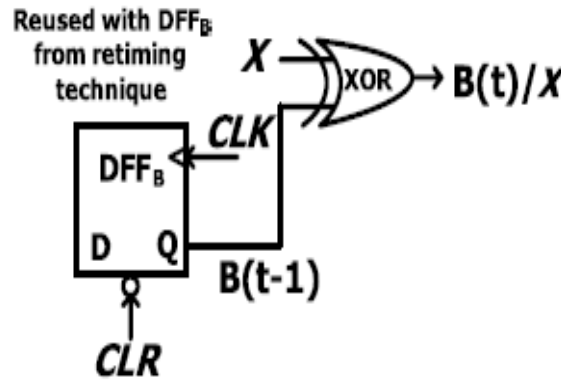 Reused with DFFB
from retiming
technique
X
XOR
B(t)/X
CLK
DFFB
D
Q
B(t-1)
CLR